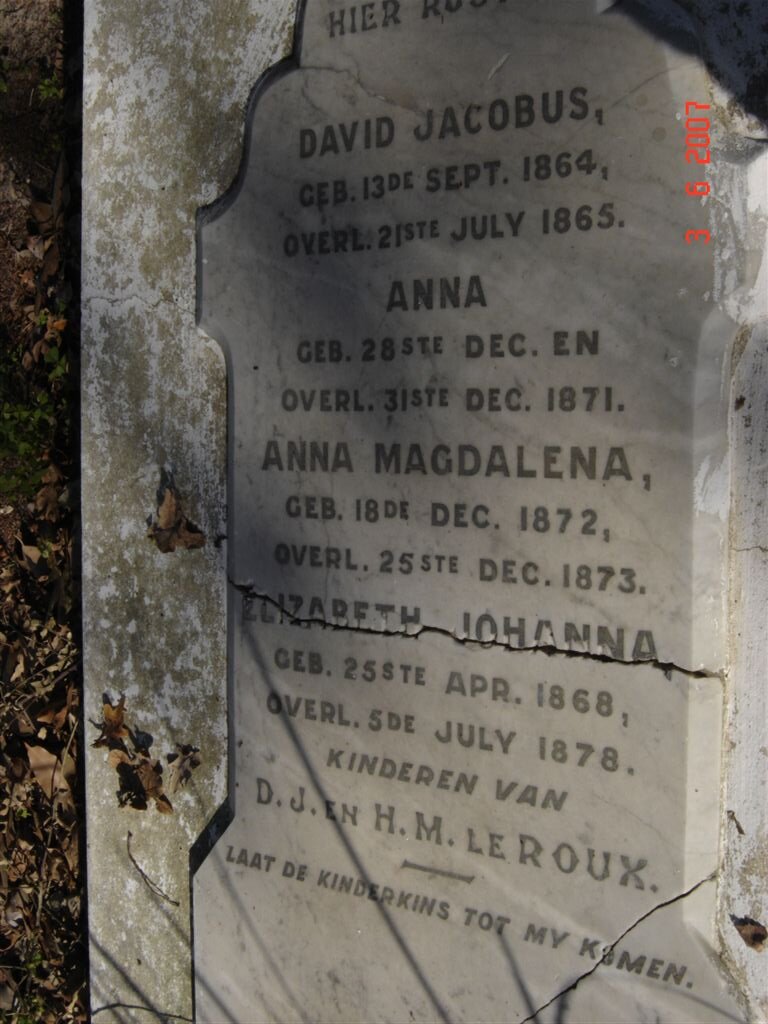 HIER
DAVID JACOBUS,
GEB. 13DE SEPT. 1864,
OVERL. 21STE JULY 1865.
ANNA
GEB. 28STE DEC. EN
OVERL. 31STE DEC. 1871.
ANNA MAGDALENA,
GEB. 18DE DEC. 1872,
OVERL. 25STE DEC. 1873.
ELIZABETH JOHANNA,
GEB. 25STE APR. 1868,
OVERL. 5DE JULY 1878.
KINDEREN VAN
D. J. EN H. M. LE ROUX.
LAAT DE KINDERKINS TOT MY KOMEN.
3 6 2007